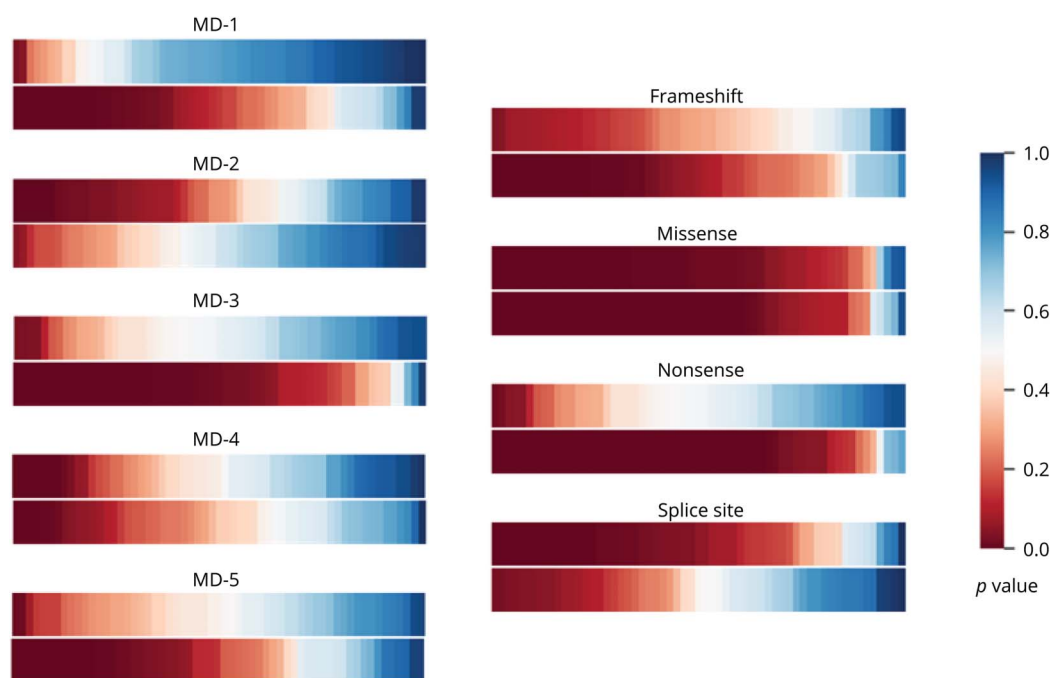 MD-1
MD-2
MD-3
MD-4
MD-5
Frameshift
Missense
Nonsense
Splice site
1.0
0.8
0.6
0.4
0.2
0.0
p value